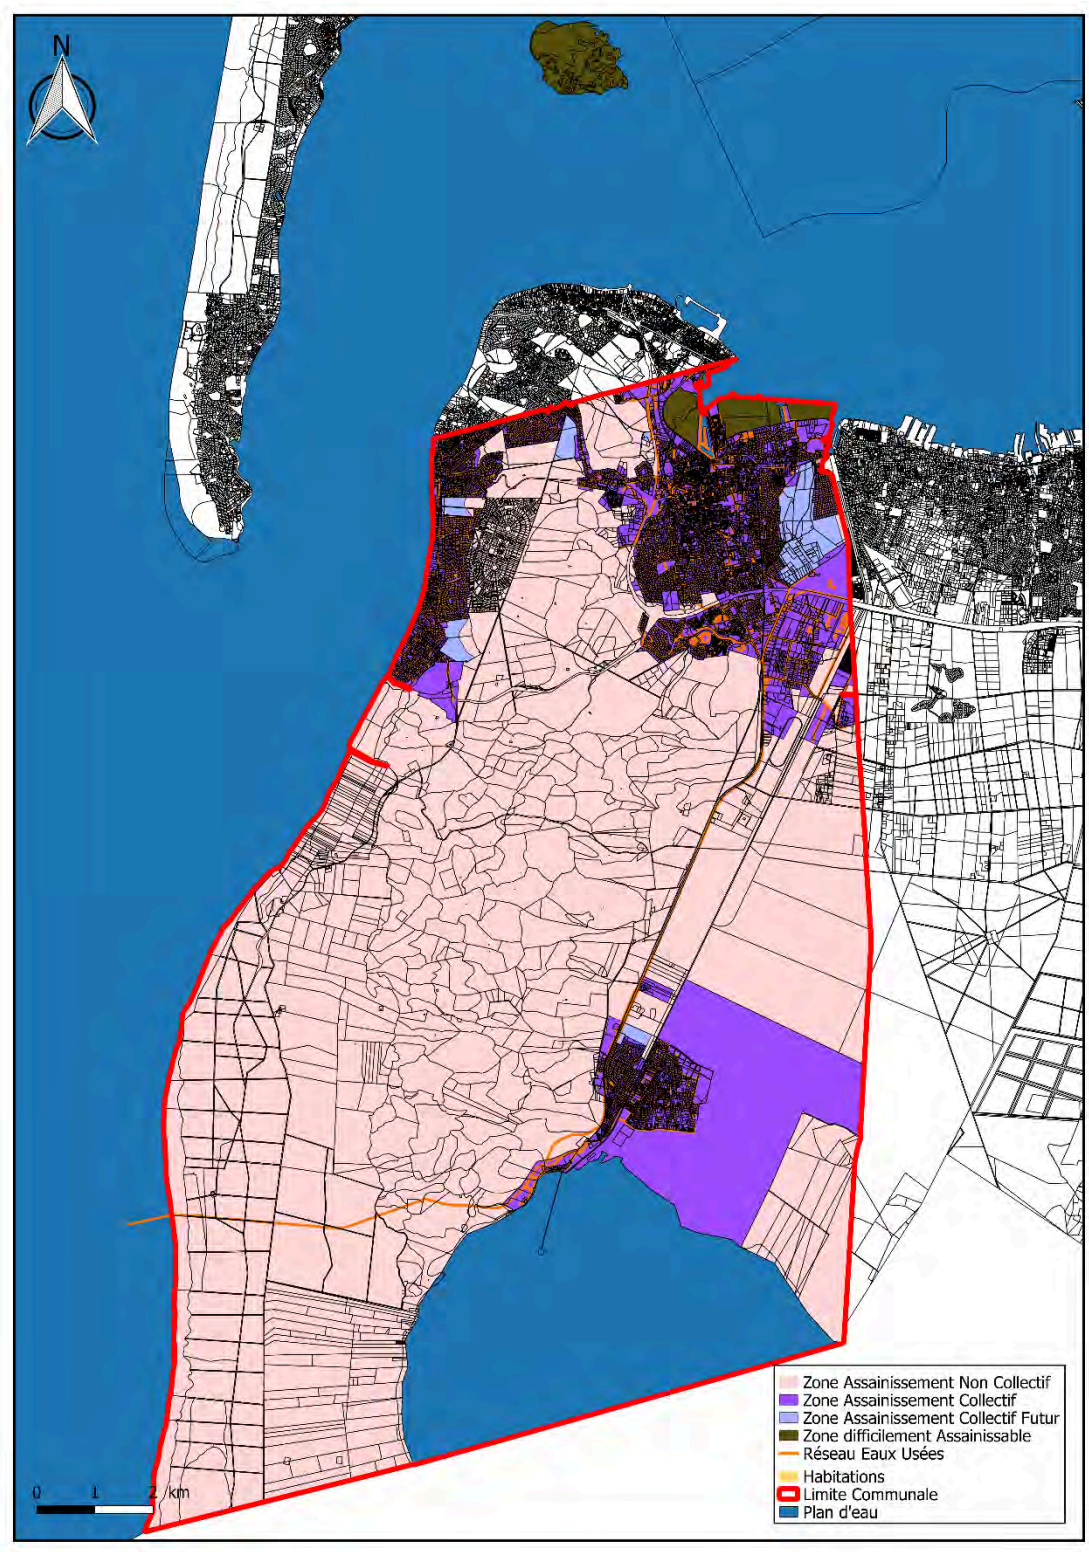 N
Zone Assainissement Non Collectif
Zone Assainissement Collectif
Zone Assainissement Collectif Futur
Zone difficilement Assainissable
Réseau Eaux Usées
Habitations
Limite Communale
Plan d'eau
0 1 2 km